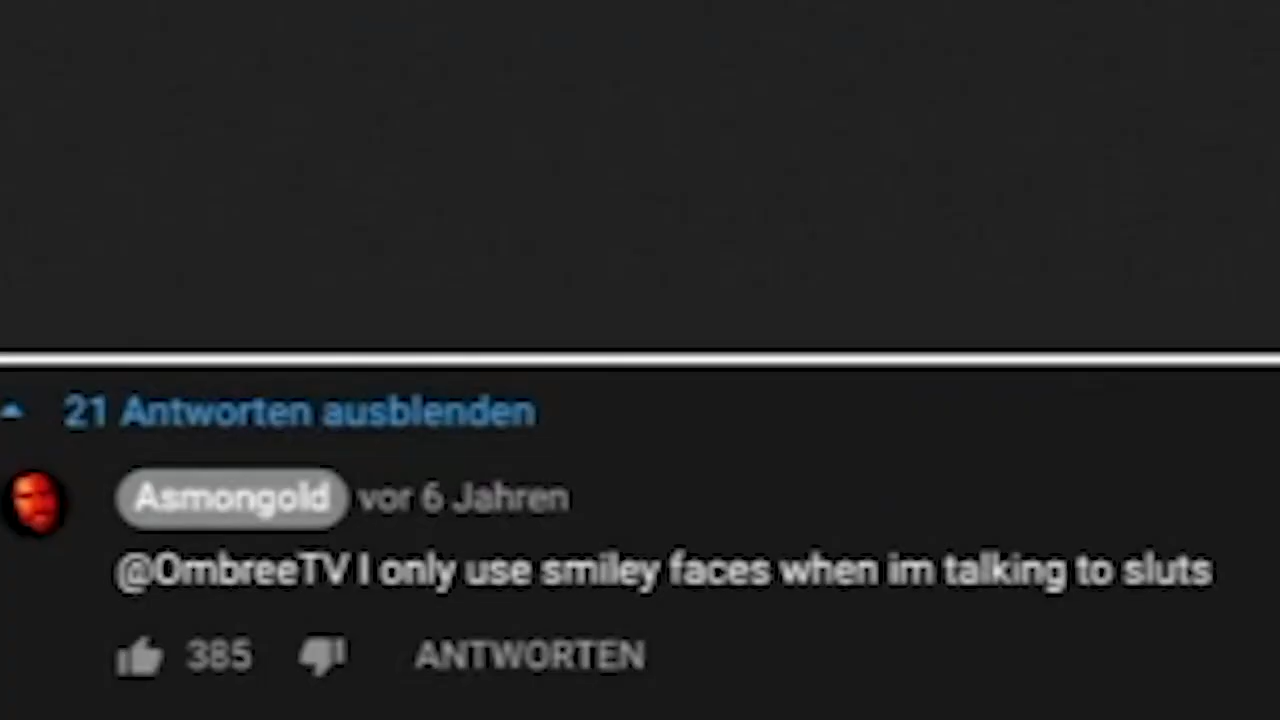 21 Antworten ausblenden
Asmongold vor 6 Jahren
@OmbreeTV I only use smiley faces when im talking to sluts
385 ANTWORTEN